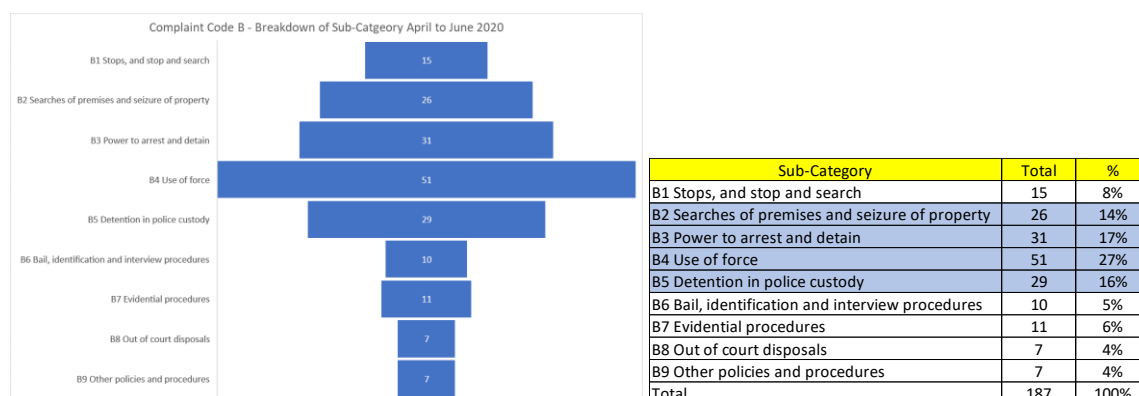 Complaint Code B - Breakdown of Sub-Catgeory April to June 2020
B1 Stops, and stop and search 15
B2 Searches of premises and seizure of property 26
B3 Power to arrest and detain 31
B4 Use of force 51
B5 Detention in police custody 29
B6 Bail, identification and interview procedures 10
B7 Evidential procedures 11
B8 Out of court disposals 7
B9 Other policies and procedures 7
Sub-Category Total %
B1 Stops, and stop and search 15 8%
B2 Searches of premises and seizure of property 26 14%
B3 Power to arrest and detain 31 17%
B4 Use of force 51 27%
B5 Detention in police custody 29 16%
B6 Bail, identification and interview procedures 10 5%
B7 Evidential procedures 11 6%
B8 Out of court disposals 7 4%
B9 Other policies and procedures 7 4%
Total 187 100%